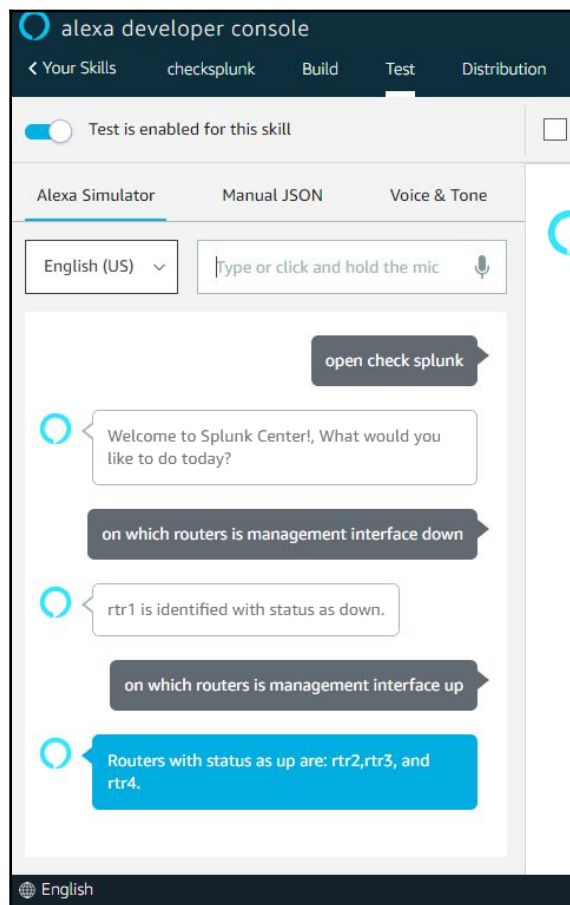 alexa developer console
Your Skills checksplunk Build Test Distribution
Test is enabled for this skill
Alexa Simulator Manual JSON Voice & Tone
English (US) Type or click and hold the mic
open check splunk
Welcome to Splunk Center!, What would you
like to do today?
on which routers is management interface down
rtr1 is identified with status as down.
on which routers is management interface up
Routers with status as up are: rtr2,rtr3, and
rtr4.
English